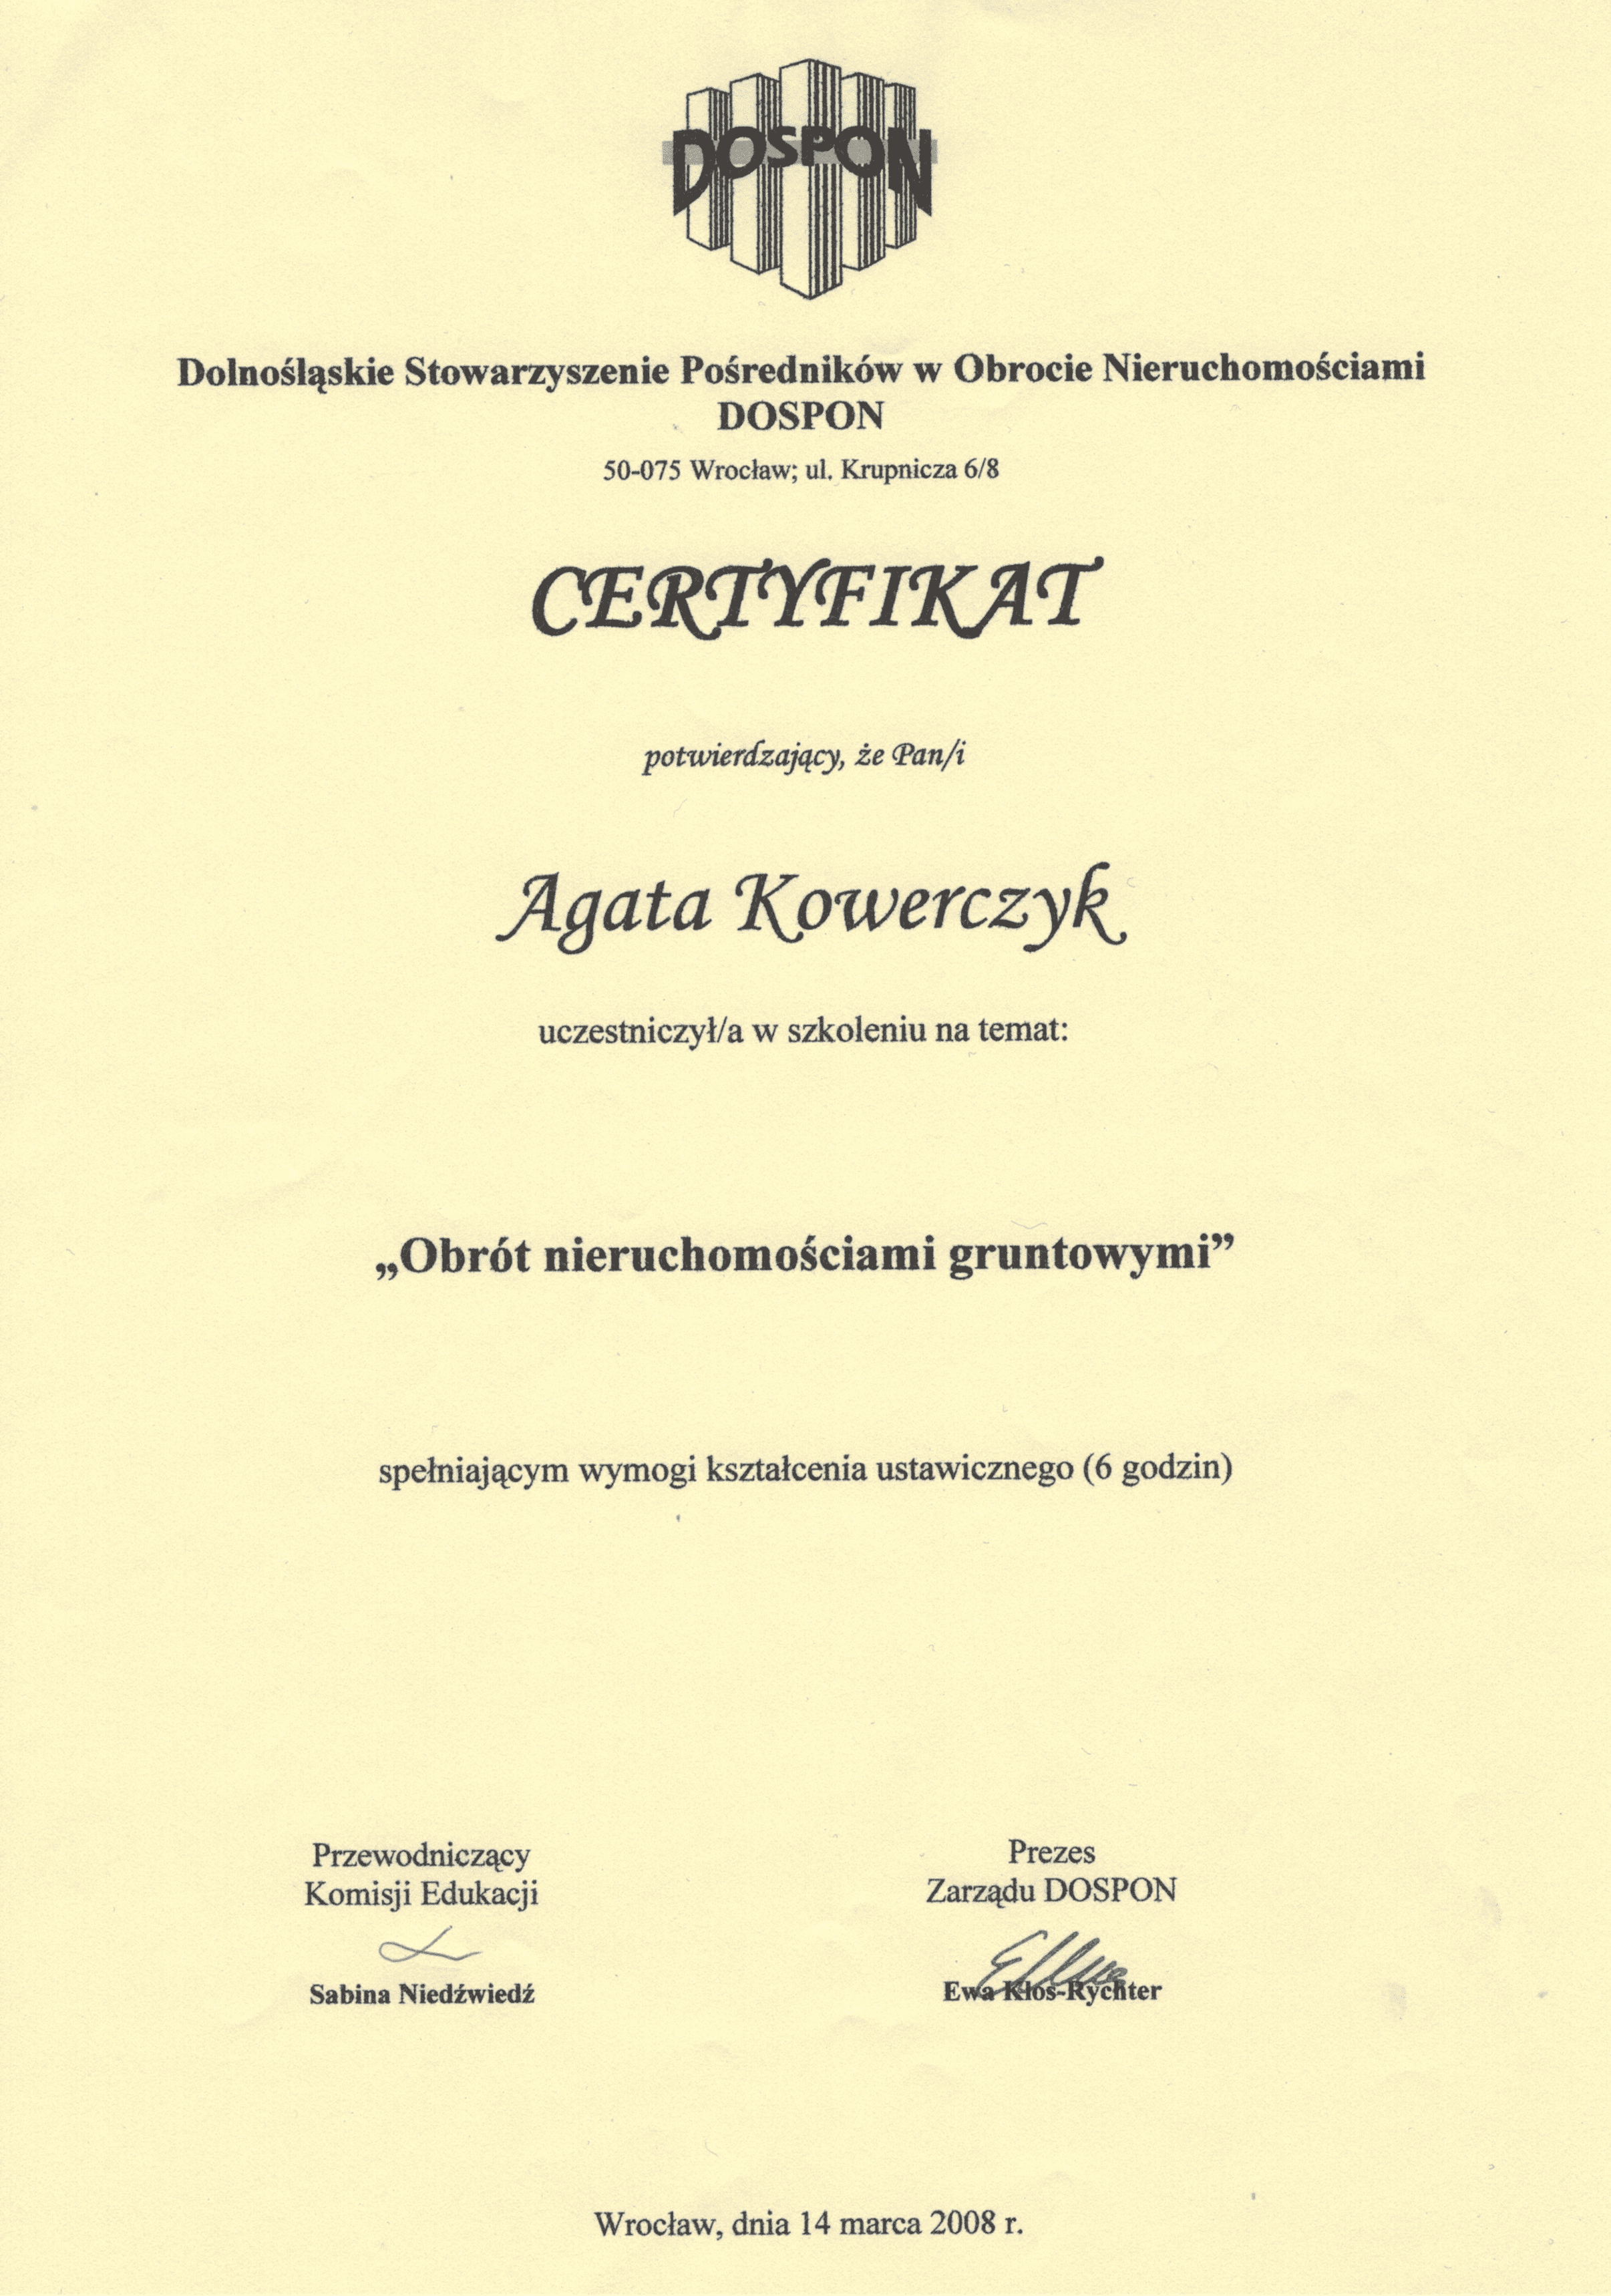 DOSPON
Dolnośląskie Stowarzyszenie Pośredników w Obrocie Nieruchomościami
DOSPON
50-075 Wrocław; ul. Krupnicza 6/8
CERTYFIKAT
potwierdzający, że Pan/i
Agata Kowerczyk
uczestniczył/a w szkoleniu na temat:
„Obrót nieruchomościami gruntowymi”
spełniającym wymogi kształcenia ustawicznego (6 godzin)
Przewodniczący
Komisji Edukacji
Sabina Niedźwiedź
Prezes
Zarządu DOSPON
Ewa Kłos-Rychter
Wrocław, dnia 14 marca 2008 r.